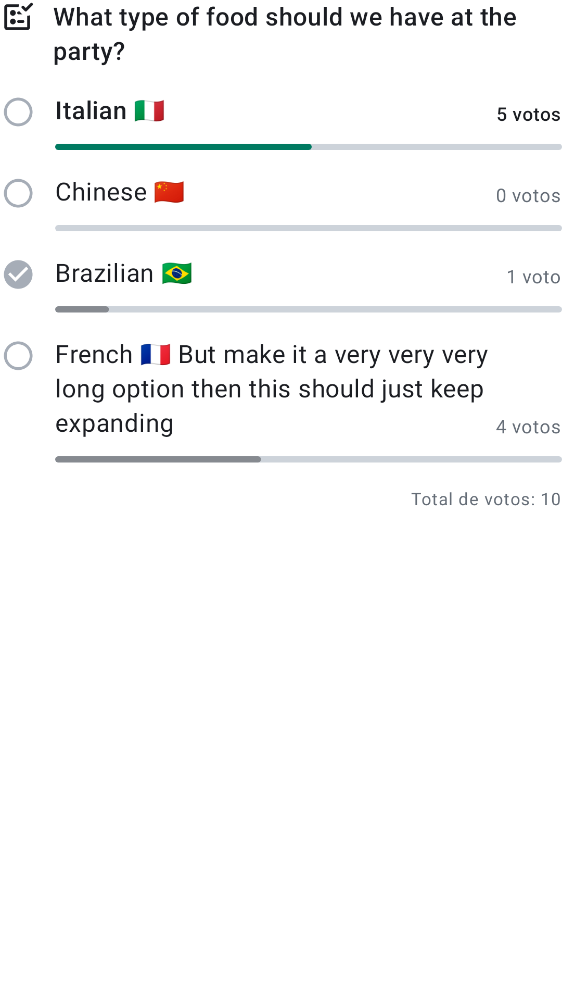 What type of food should we have at the
party?
Italian 🇮🇹
5 votos
Chinese 🇨🇳
0 votos
Brazilian 🇧🇷
1 voto
French 🇫🇷 But make it a very very very
long option then this should just keep
expanding
4 votos
Total de votos: 10